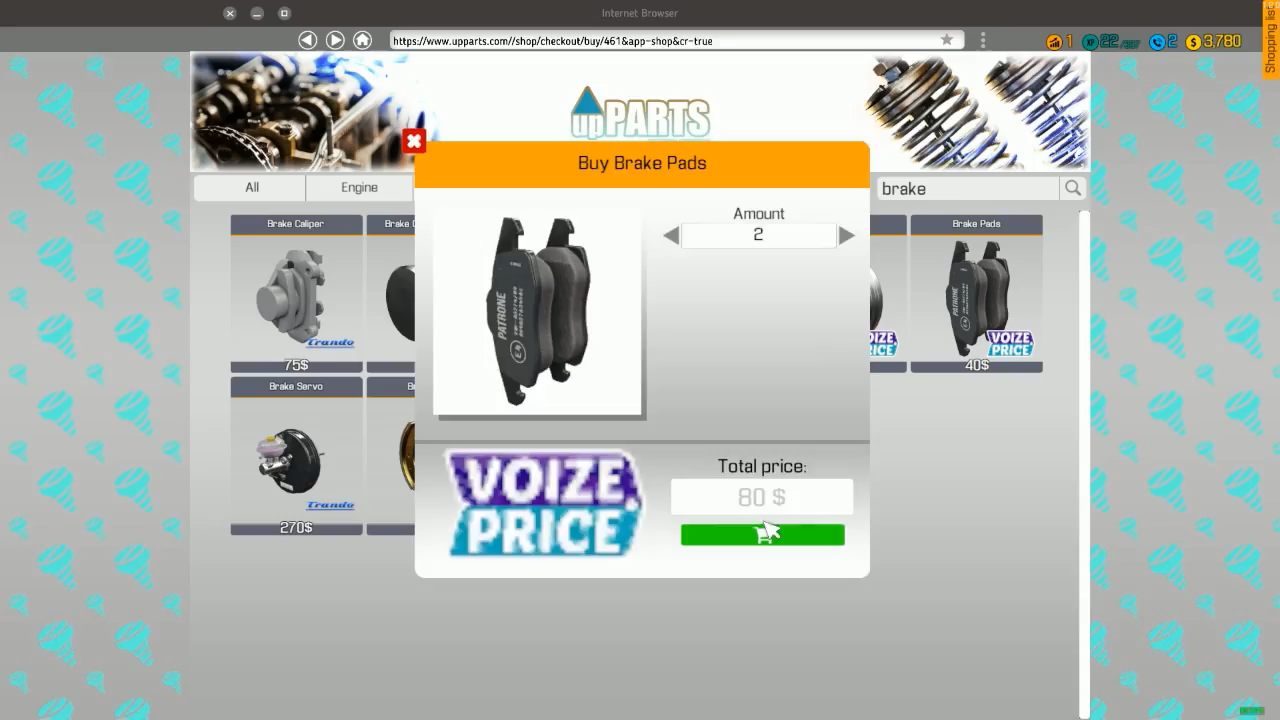 Internet Browser
https://www.upparts.com//shop/checkout/buy/461&app-shop&cr-true
1
22
2
$ 3,780
Shopping list
upPARTS
Buy Brake Pads
All
Engine
brake
Brake Caliper
Brake
Brake Pads
Amount
2
PATRONE
PATRONE
Trando
VOIZE
PRICE
75$
40$
Brake Servo
Trando
270$
VOIZE
PRICE
Total price:
80 $